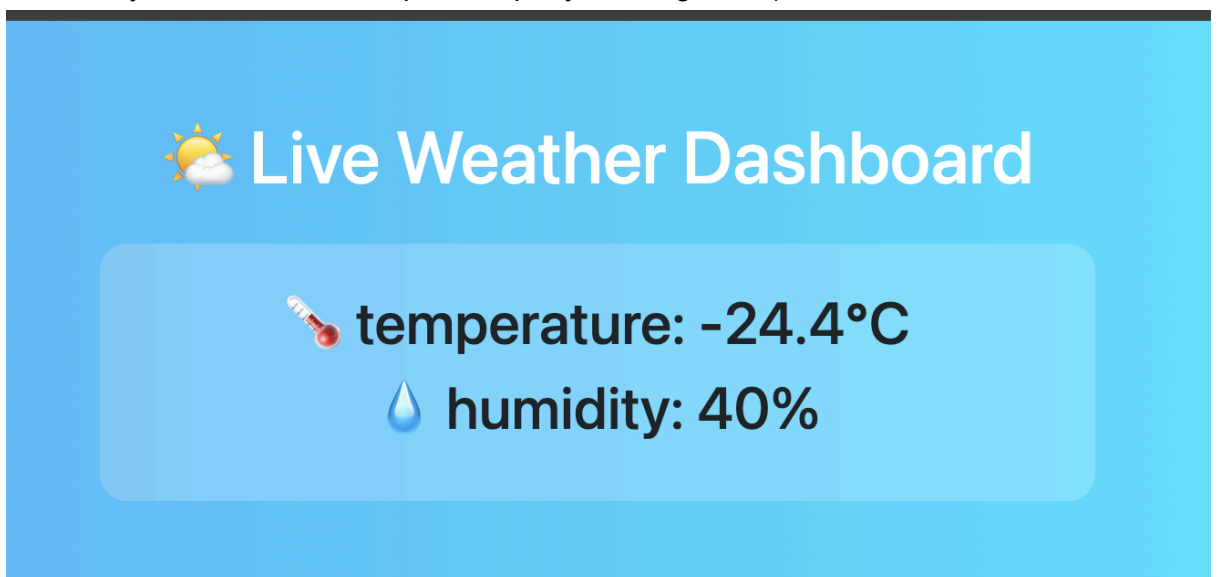 🌤️ Live Weather Dashboard
🌡️ temperature: -24.4°C
💧 humidity: 40%